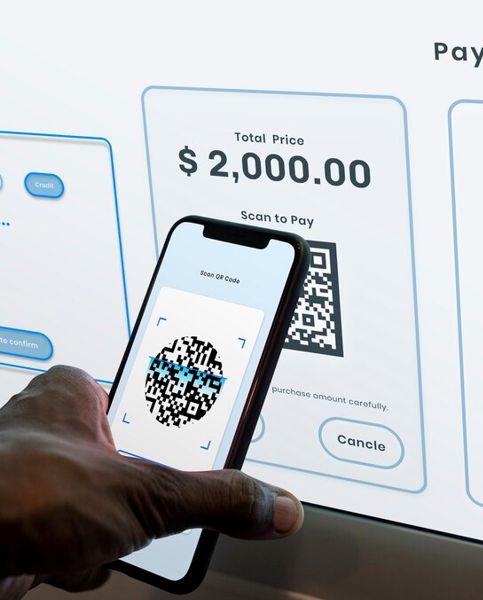 Pay
Total Price
$ 2,000.00
Scan to Pay
Credit
Scan QR Code
to confirm
purchase amount carefully.
Cancle